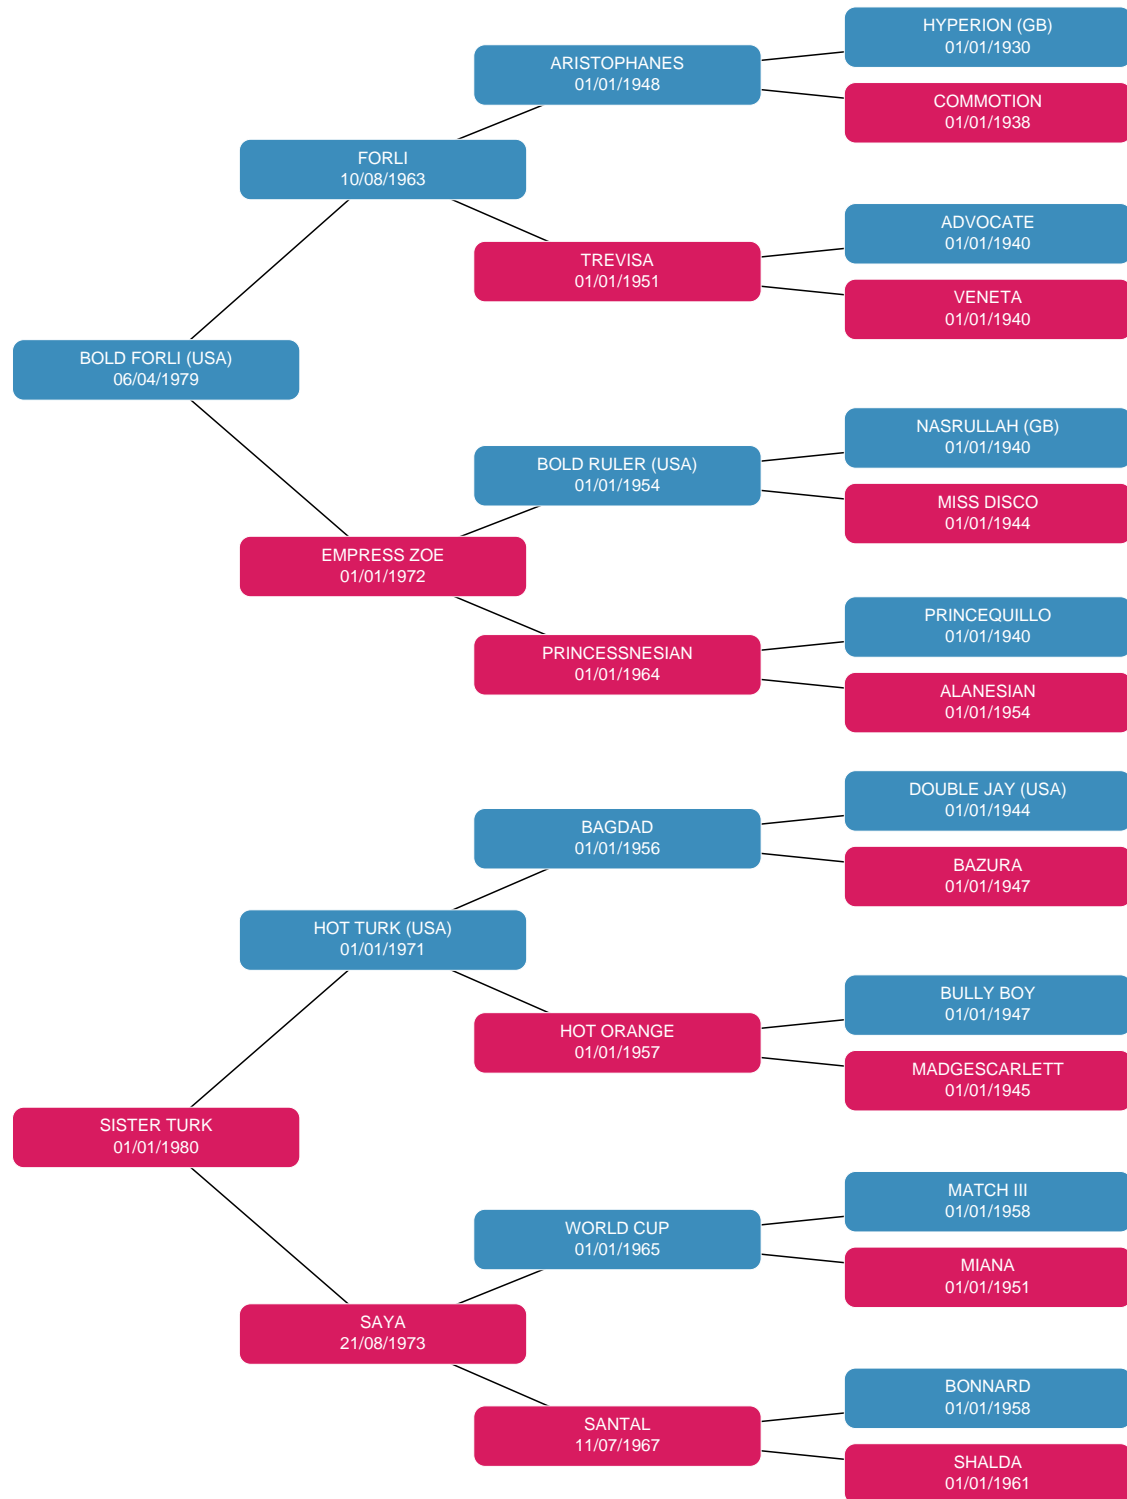 HYPERION (GB)
01/01/1930
ARISTOPHANES
01/01/1948
COMMOTION
01/01/1938
FORLI
10/08/1963
ADVOCATE
01/01/1940
TREVISA
01/01/1951
VENETA
01/01/1940
BOLD FORLI (USA)
06/04/1979
NASRULLAH (GB)
01/01/1940
BOLD RULER (USA)
01/01/1954
MISS DISCO
01/01/1944
EMPRESS ZOE
01/01/1972
PRINCEQUILLO
01/01/1940
PRINCESSNESIAN
01/01/1964
ALANESIAN
01/01/1954
DOUBLE JAY (USA)
01/01/1944
BAGDAD
01/01/1956
BAZURA
01/01/1947
HOT TURK (USA)
01/01/1971
BULLY BOY
01/01/1947
HOT ORANGE
01/01/1957
MADGESCARLETT
01/01/1945
SISTER TURK
01/01/1980
MATCH III
01/01/1958
WORLD CUP
01/01/1965
MIANA
01/01/1951
SAYA
21/08/1973
BONNARD
01/01/1958
SANTAL
11/07/1967
SHALDA
01/01/1961